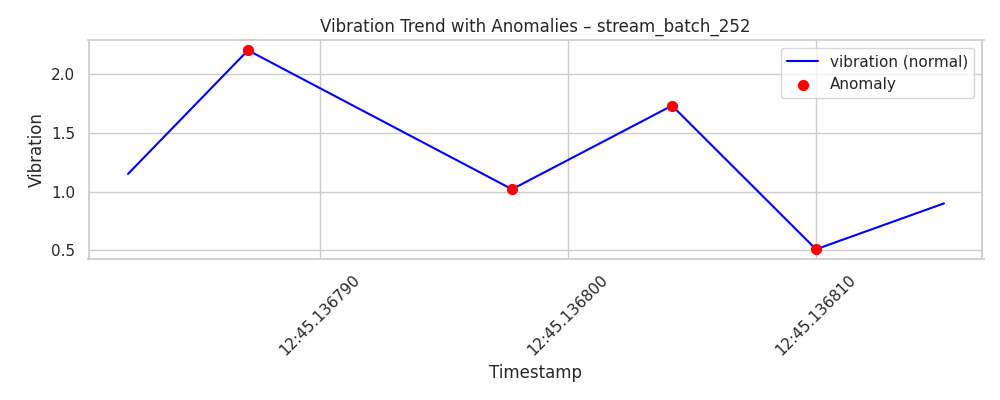 Vibration Trend with Anomalies – stream_batch_252
vibration (normal)
Anomaly
Vibration
2.0
1.5
1.0
0.5
12:45.136790
12:45.136800
12:45.136810
Timestamp